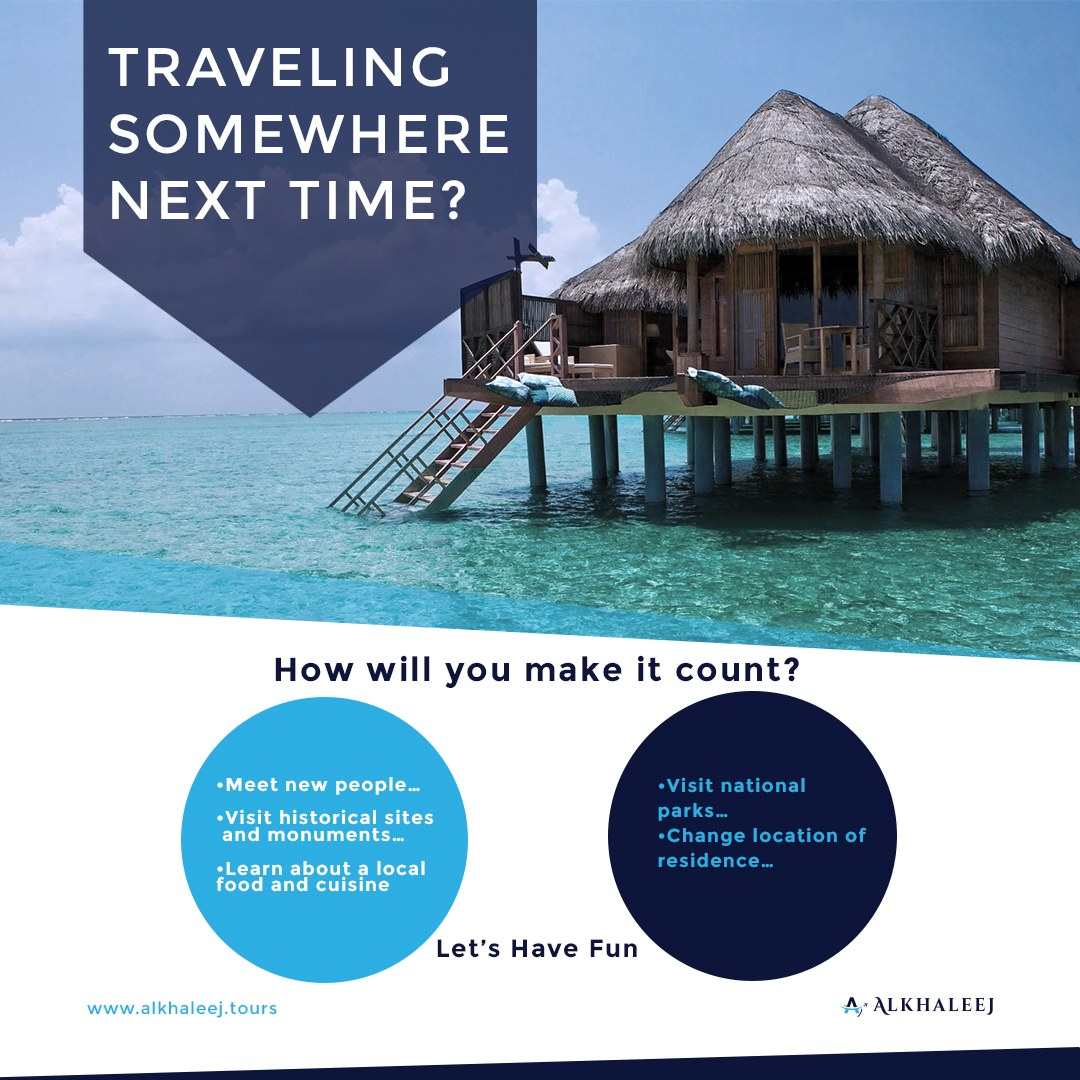 TRAVELING
SOMEWHERE
NEXT TIME?
How will you make it count?
•Meet new people…
•Visit historical sites
and monuments…
•Learn about a local
food and cuisine
•Visit national
parks…
•Change location of
residence…
Let’s Have Fun
www.alkhaleej.tours
ALKHALEEJ